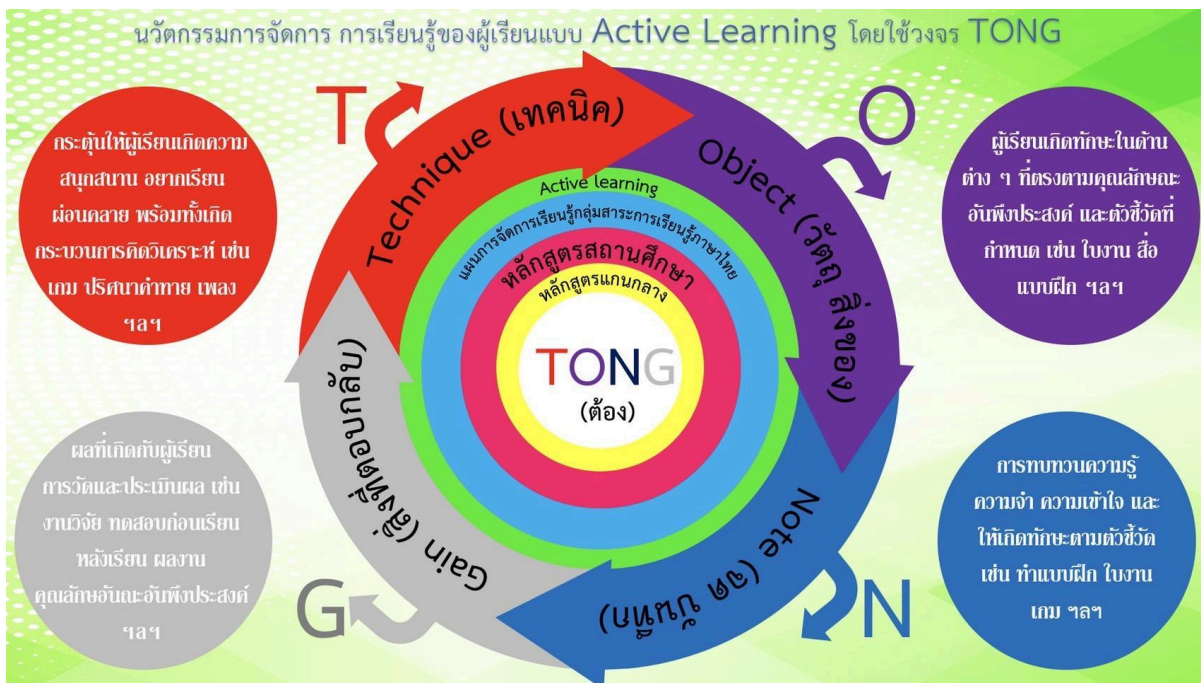 นวัตกรรมการจัดการ การเรียนรู้ของผู้เรียนแบบ Active Learning โดยใช้วงจร TONG
T
กระตุ้นให้ผู้เรียนเกิดความ
สนุกสนาน อยากเรียน
ผ่อนคลาย พร้อมทั้งเกิด
กระบวนการคิดวิเคราะห์ เช่น
เกม ปริศนาคำทาย เพลง
ฯลฯ
Technique (เทคนิค)
O
Object (วัตถุ สิ่งของ)
ผู้เรียนเกิดทักษะในด้าน
ต่าง ๆ ที่ตรงตามคุณลักษณะ
อันพึงประสงค์ และตัวชี้วัดที่
กำหนด เช่น ใบงาน สื่อ
แบบฝึก ฯลฯ
Active learning
แผนการจัดการเรียนรู้กลุ่มสาระการเรียนรู้ภาษาไทย
หลักสูตรสถานศึกษา
หลักสูตรแกนกลาง
TONG
(ต้อง)
Gain (สิ่งที่ตอบกลับ)
G
ผลที่เกิดกับผู้เรียน
การวัดและประเมินผล เช่น
งานวิจัย ทดสอบก่อนเรียน
หลังเรียน ผลงาน
คุณลักษอันณะอันพึงประสงค์
ฯลฯ
Note (จด บันทึก)
N
การทบทวนความรู้
ความจำ ความเข้าใจ และ
ให้เกิดทักษะตามตัวชี้วัด
เช่น ทำแบบฝึก ใบงาน
เกม ฯลฯ